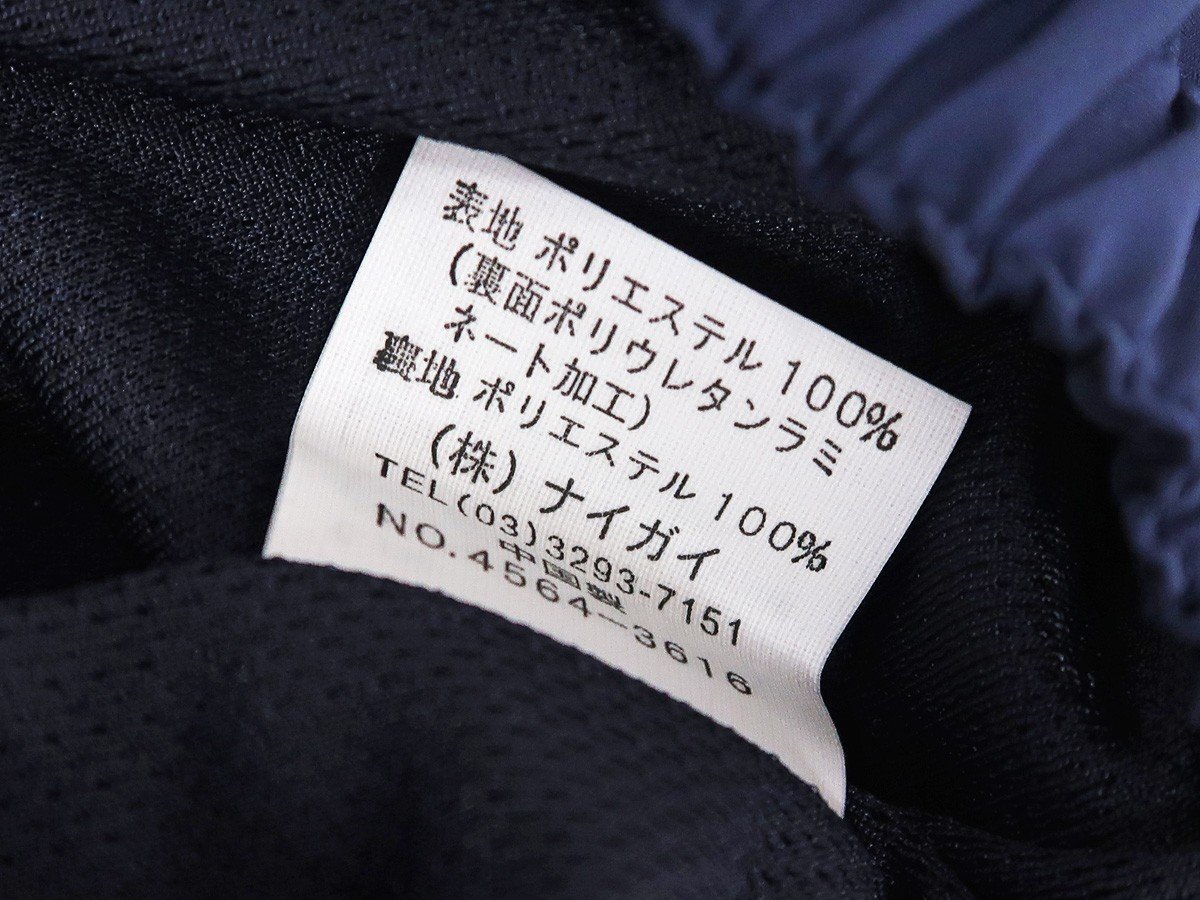 表地 ポリエステル 100%
(裏面ポリウレタンラミ
ネート加工)
裏地 ポリエステル 100%
(株) ナイガイ
TEL(03)3293-7151
中国製
NO.4564-3616